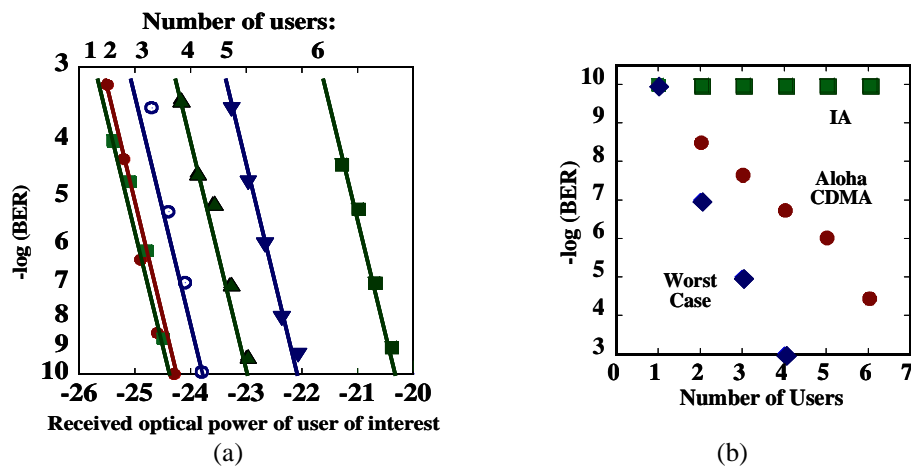 Number of users:
1 2 3 4 5 6
3
4
5
6
7
8
9
10
-log (BER)
-26 -25 -24 -23 -22 -21 -20
Received optical power of user of interest
(a)
10
9
8
7
6
5
4
3
-log (BER)
IA
Aloha
CDMA
Worst
Case
0 1 2 3 4 5 6 7
Number of Users
(b)